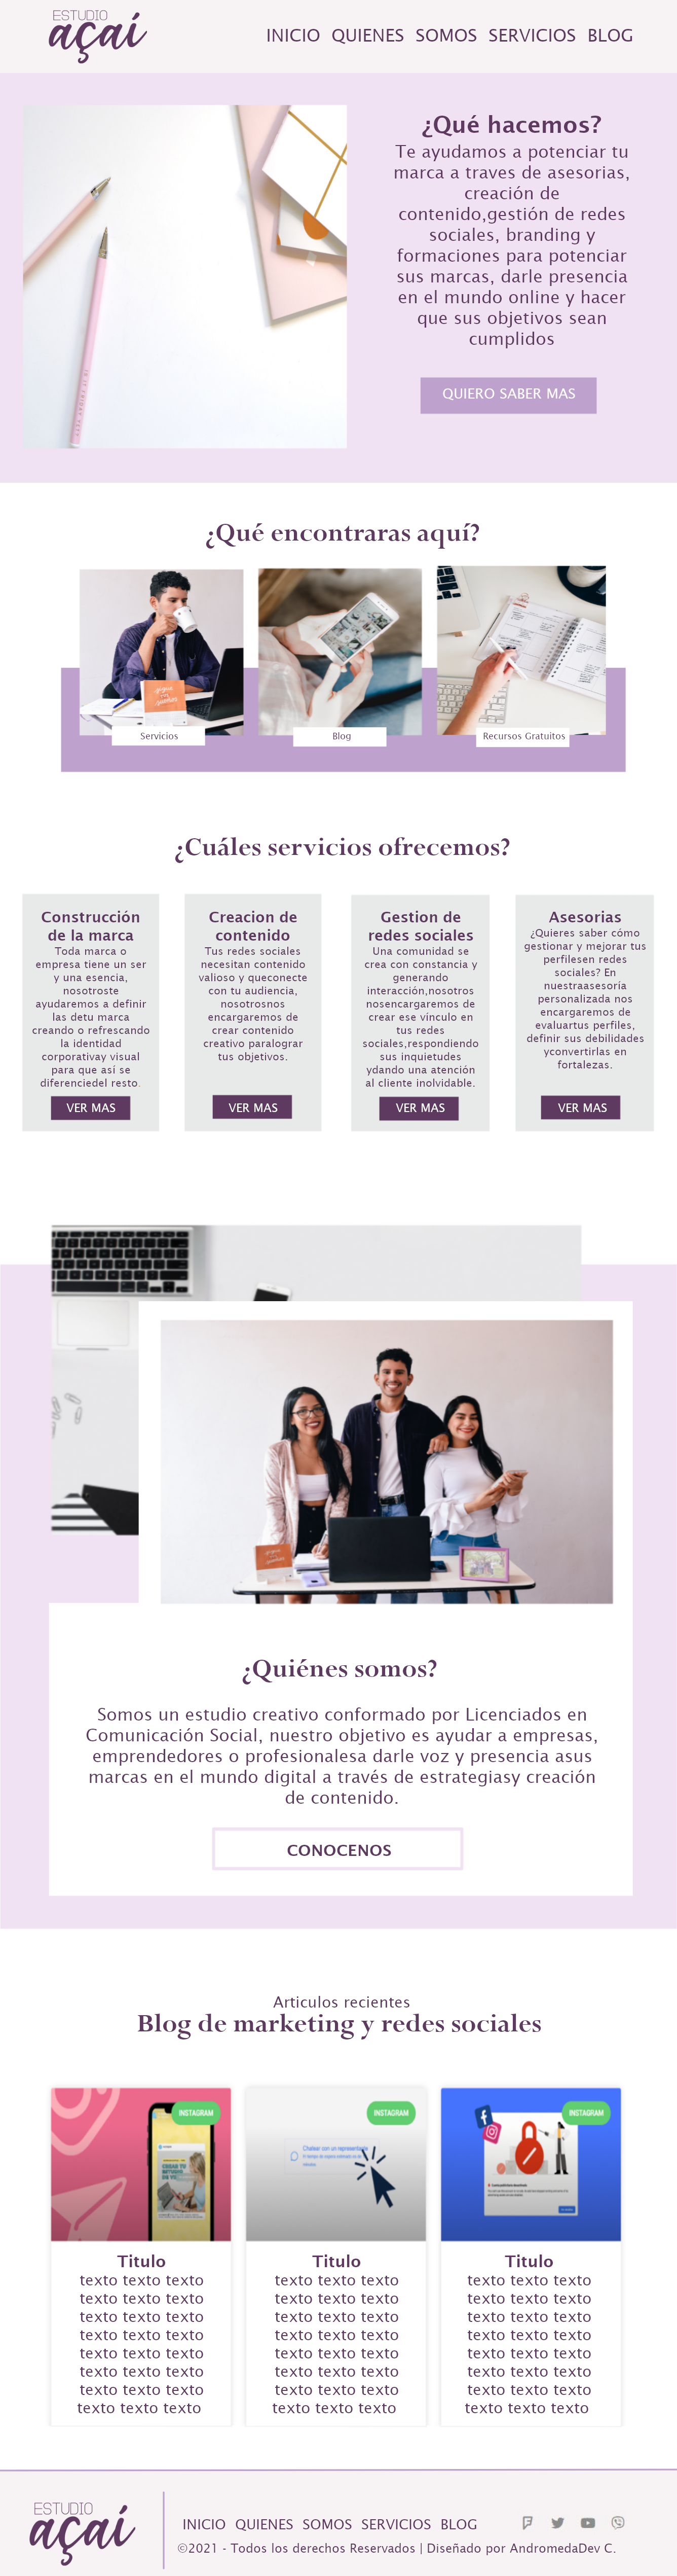 ESTUDIO
açaí
INICIO QUIENES SOMOS SERVICIOS BLOG
¿Qué hacemos?
Te ayudamos a potenciar tu
marca a traves de asesorias,
creación de
contenido,gestión de redes
sociales, branding y
formaciones para potenciar
sus marcas, darle presencia
en el mundo online y hacer
que sus objetivos sean
cumplidos
QUIERO SABER MAS
¿Qué encontraras aquí?
Servicios
Blog
Recursos Gratuitos
¿Cuáles servicios ofrecemos?
Construcción
de la marca
Toda marca o
empresa tiene un ser
y una esencia,
nosotroste
ayudaremos a definir
las detu marca
creando o refrescando
la identidad
corporativay visual
para que así se
diferenciedel resto.
VER MAS
Creacion de
contenido
Tus redes sociales
necesitan contenido
valioso y queconecte
con tu audiencia,
nosotrosnos
encargaremos de
crear contenido
creativo paralograr
tus objetivos.
VER MAS
Gestion de
redes sociales
Una comunidad se
crea con constancia y
generando
interacción,nosotros
nosencargaremos de
crear ese vínculo en
tus redes
sociales,respondiendo
sus inquietudes
ydando una atención
al cliente inolvidable.
VER MAS
Asesorias
¿Quieres saber cómo
gestionar y mejorar tus
perfilesen redes
sociales? En
nuestraasesoría
personalizada nos
encargaremos de
evaluartus perfiles,
definir sus debilidades
yconvertirlas en
fortalezas.
VER MAS
¿Quiénes somos?
Somos un estudio creativo conformado por Licenciados en
Comunicación Social, nuestro objetivo es ayudar a empresas,
emprendedores o profesionalesa darle voz y presencia asus
marcas en el mundo digital a través de estrategiasy creación
de contenido.
CONOCENOS
Articulos recientes
Blog de marketing y redes sociales
INSTAGRAM
Titulo
texto texto texto
texto texto texto
texto texto texto
texto texto texto
texto texto texto
texto texto texto
texto texto texto
texto texto texto
INSTAGRAM
Chatear con un representante
Titulo
texto texto texto
texto texto texto
texto texto texto
texto texto texto
texto texto texto
texto texto texto
texto texto texto
texto texto texto
INSTAGRAM
Titulo
texto texto texto
texto texto texto
texto texto texto
texto texto texto
texto texto texto
texto texto texto
texto texto texto
texto texto texto
ESTUDIO
açaí
INICIO QUIENES SOMOS SERVICIOS BLOG
©2021 - Todos los derechos Reservados | Diseñado por AndromedaDev C.